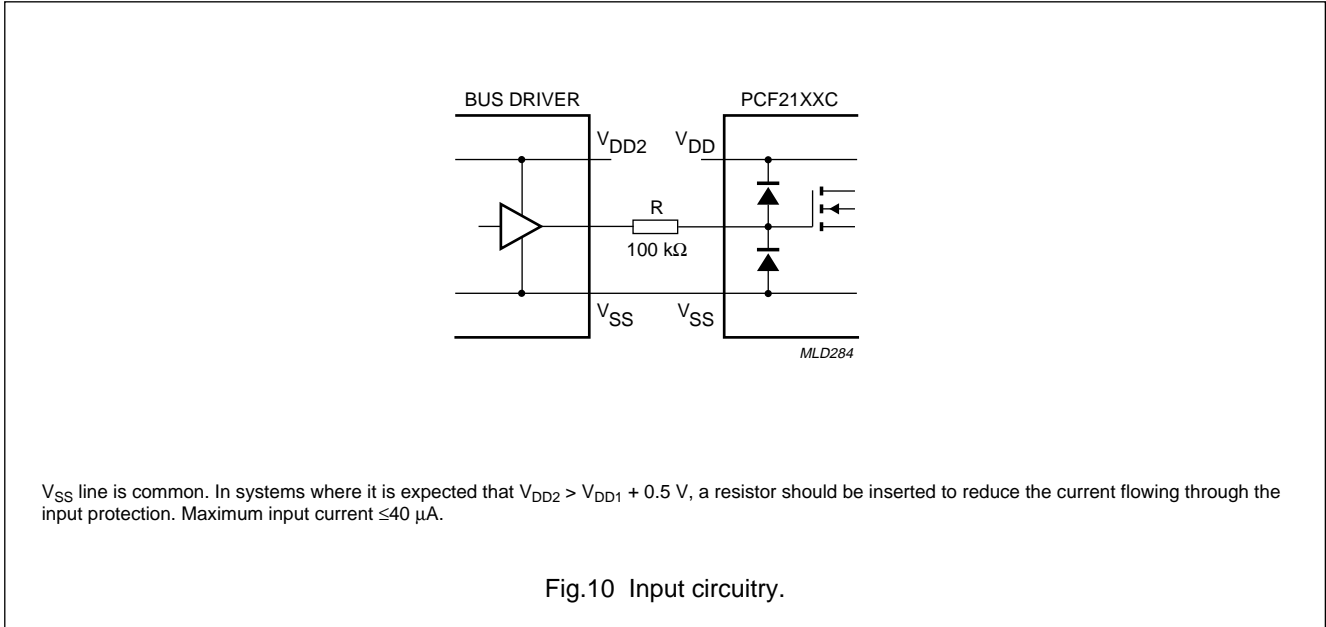 BUS DRIVER
PCF21XXC
VDD2
VDD
R
100 kΩ
VSS
VSS
MLD284
VSS line is common. In systems where it is expected that VDD2 > VDD1 + 0.5 V, a resistor should be inserted to reduce the current flowing through the
input protection. Maximum input current ≤40 μA.
Fig.10 Input circuitry.